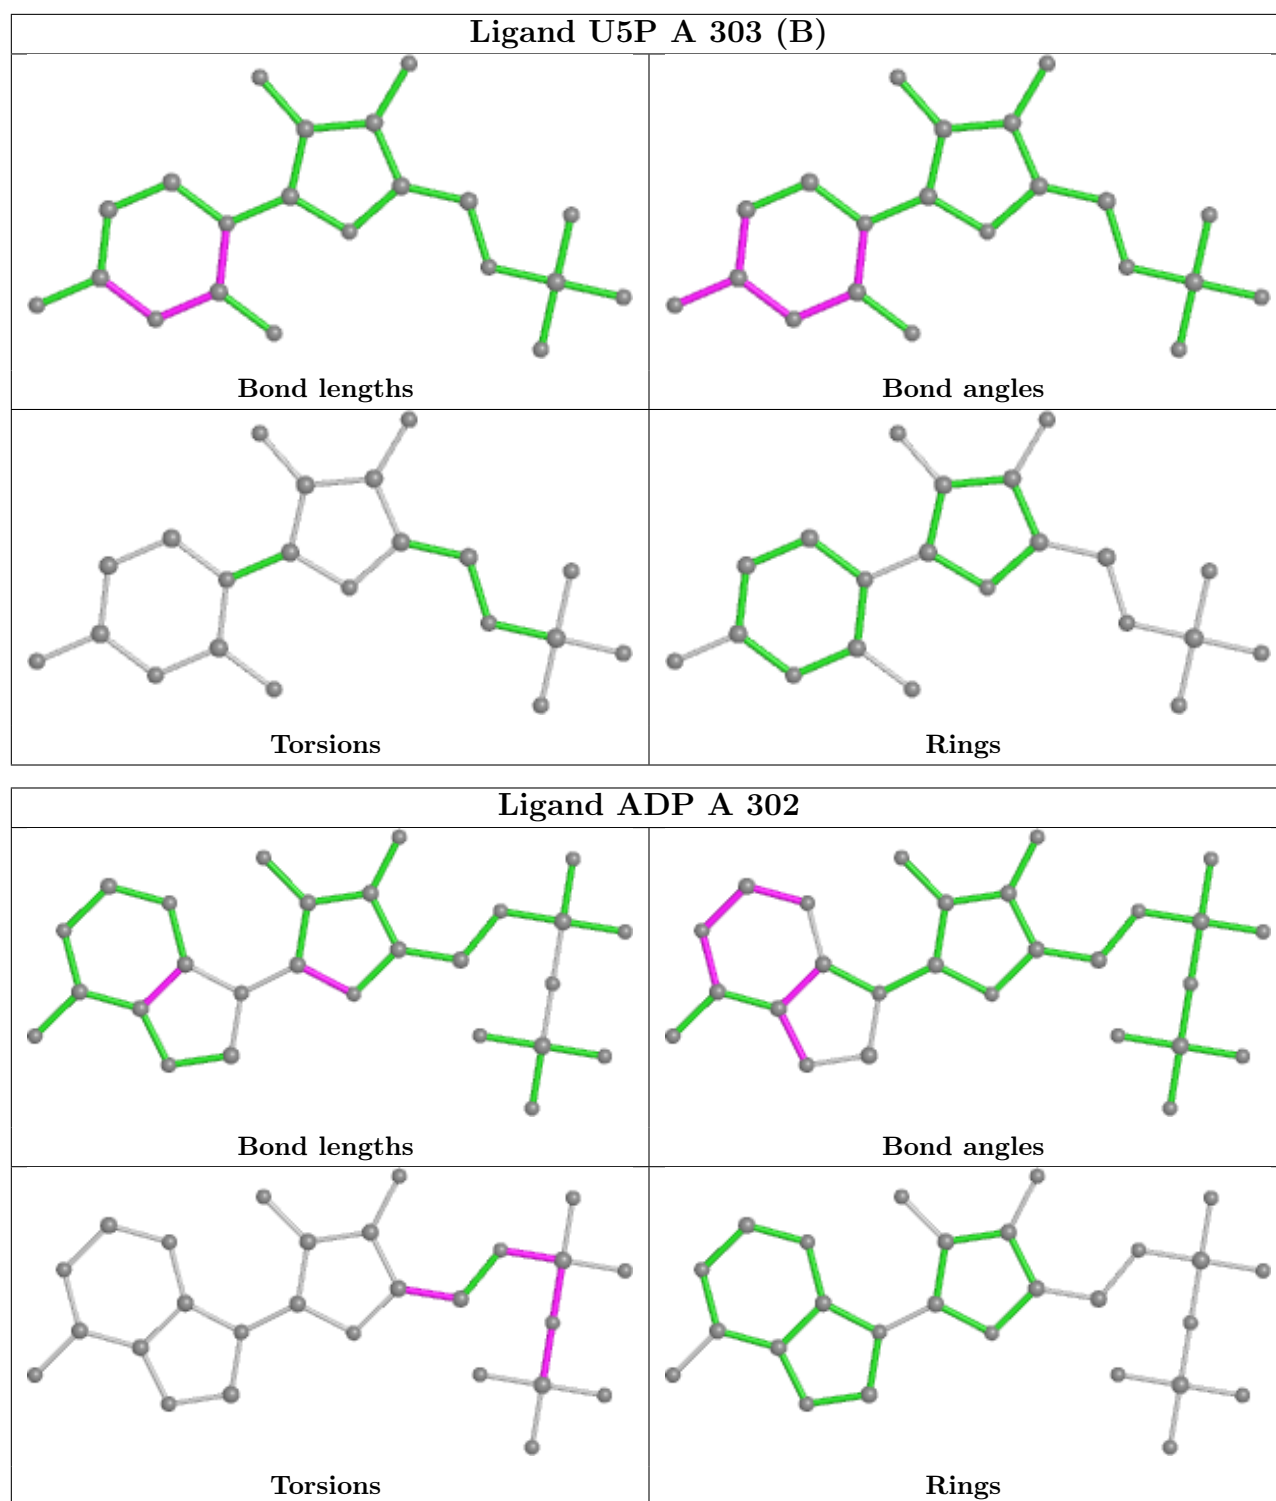 Ligand U5P A 303 (B)
Bond lengths
Bond angles
Torsions
Rings
Ligand ADP A 302
Bond lengths
Bond angles
Torsions
Rings